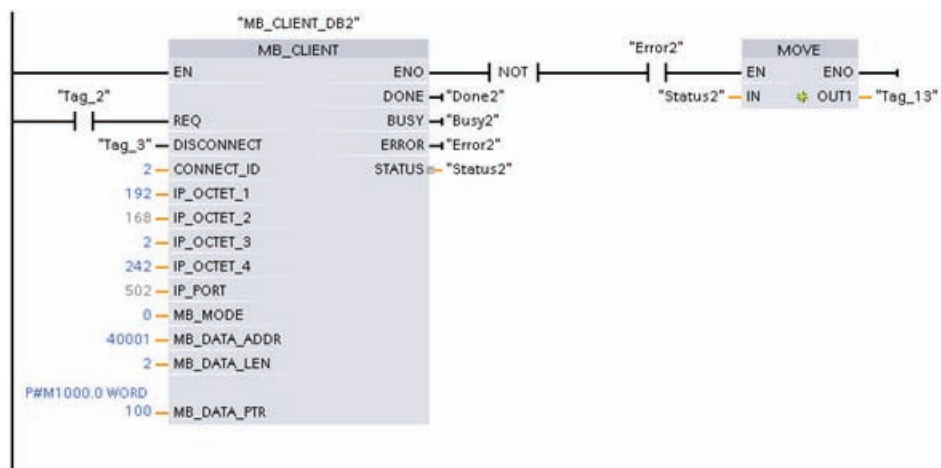 "MB_CLIENT_DB2"
MB_CLIENT "Error2" MOVE
EN ENO NOT EN ENO
"Tag_2" DONE "Done2" "Status2" IN OUT1 "Tag_13"
REQ BUSY "Busy2"
"Tag_3" DISCONNECT ERROR "Error2"
2 CONNECT_ID STATUS "Status2"
192 IP_OCTET_1
168 IP_OCTET_2
2 IP_OCTET_3
242 IP_OCTET_4
502 IP_PORT
0 MB_MODE
40001 MB_DATA_ADDR
2 MB_DATA_LEN
P#M1000.0 WORD
100 MB_DATA_PTR